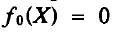 f₀(X) = 0